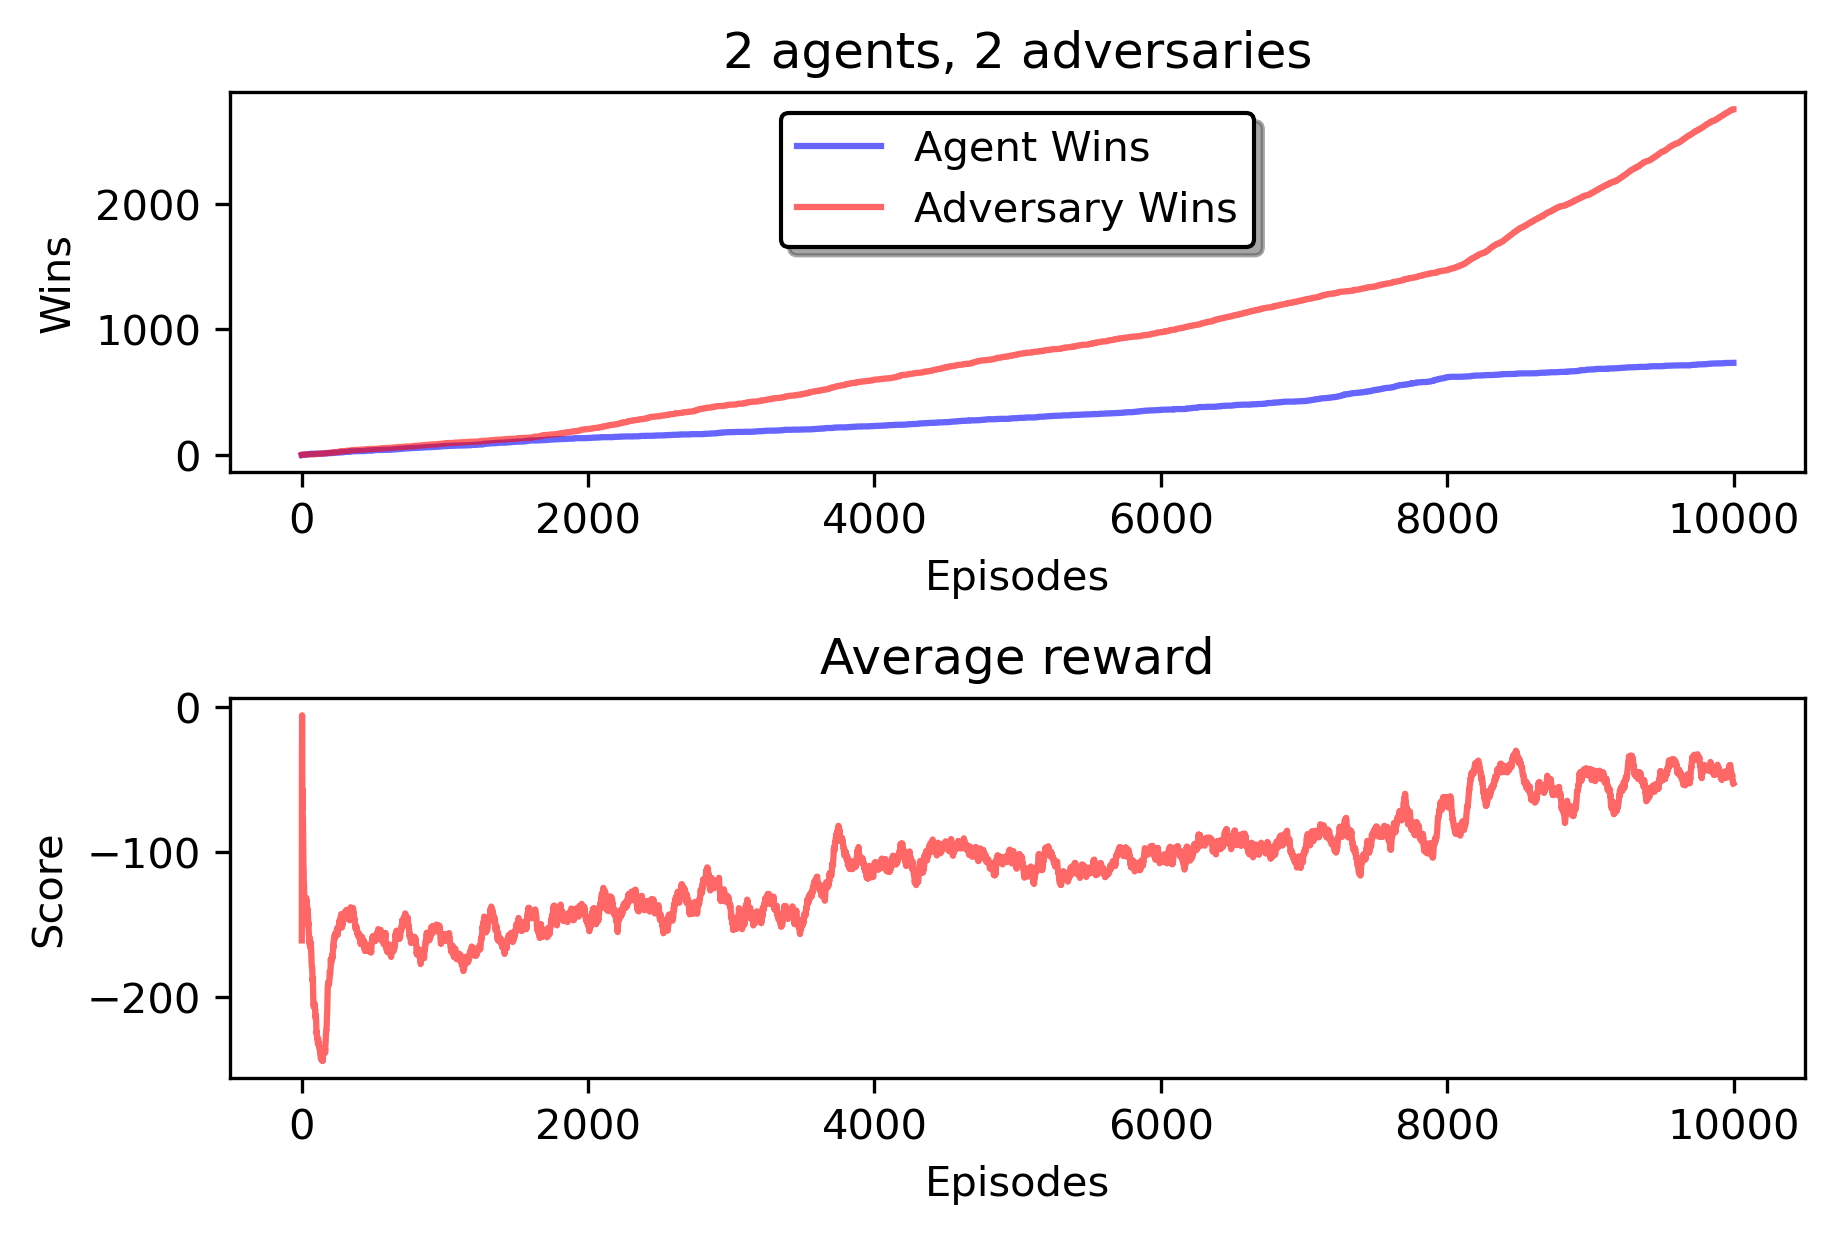 2 agents, 2 adversaries
Agent Wins
Adversary Wins
Wins
2000
1000
0
0 2000 4000 6000 8000 10000
Episodes
Average reward
Score
0
−100
−200
0 2000 4000 6000 8000 10000
Episodes